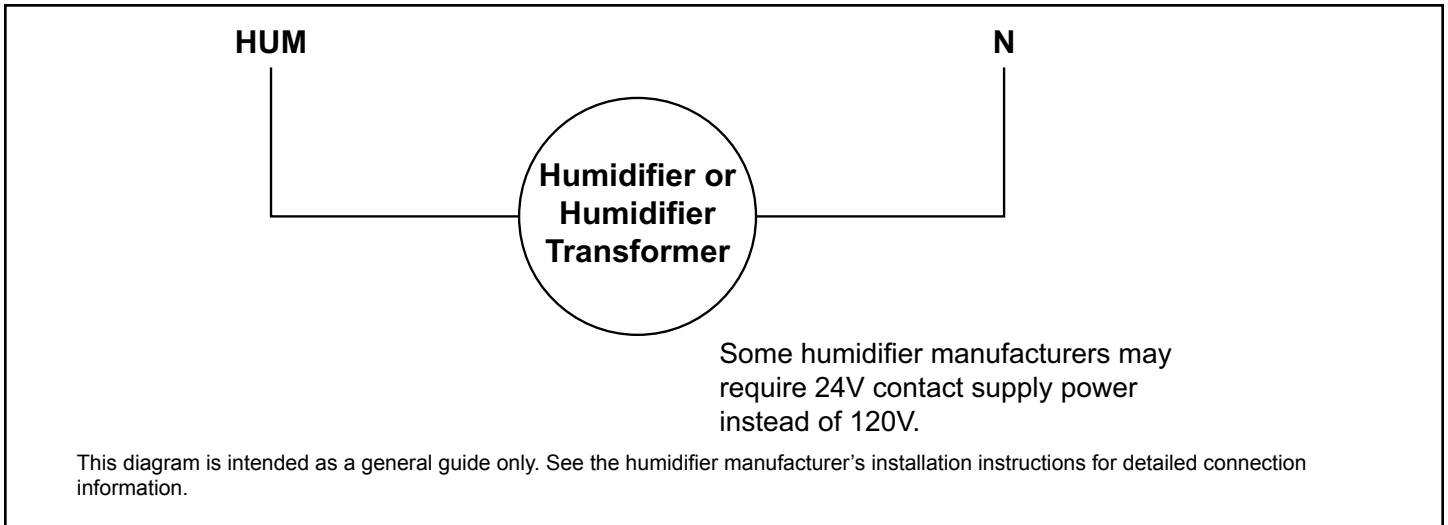 HUM
N
Humidifier or
Humidifier
Transformer
Some humidifier manufacturers may
require 24V contact supply power
instead of 120V.
This diagram is intended as a general guide only. See the humidifier manufacturer’s installation instructions for detailed connection
information.